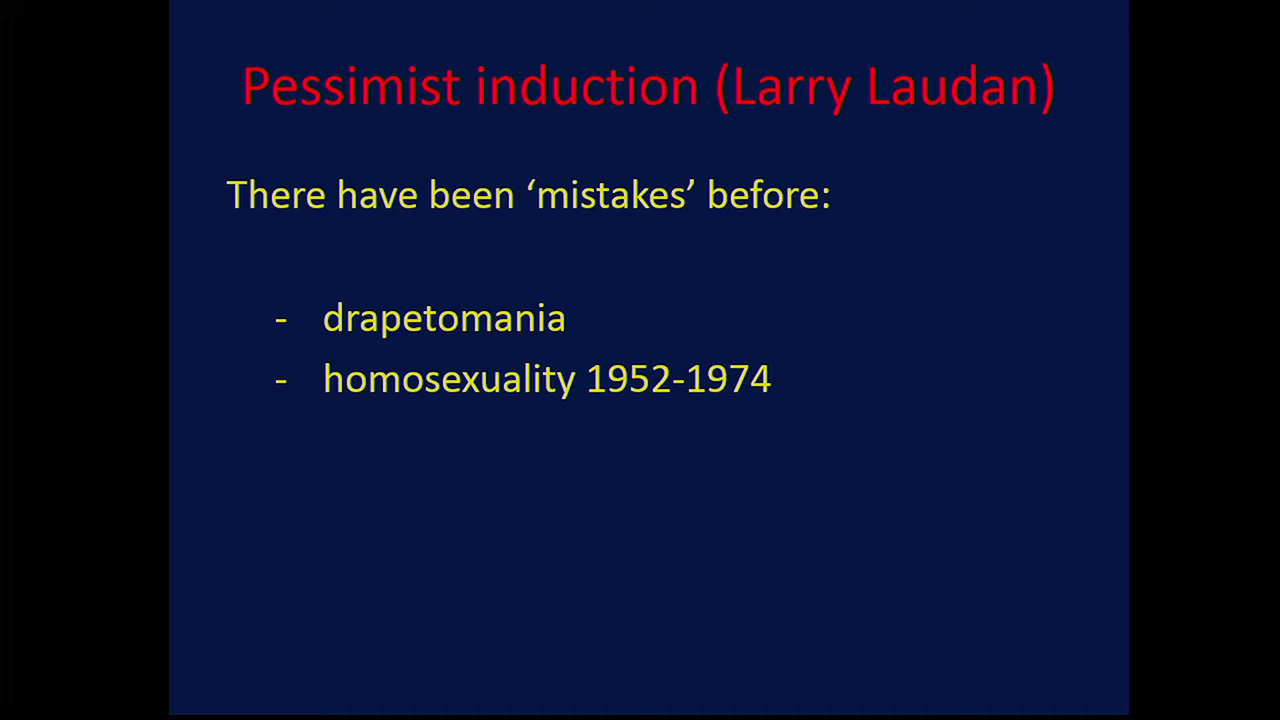 Pessimist induction (Larry Laudan)
There have been ‘mistakes’ before:
- drapetomania
- homosexuality 1952-1974